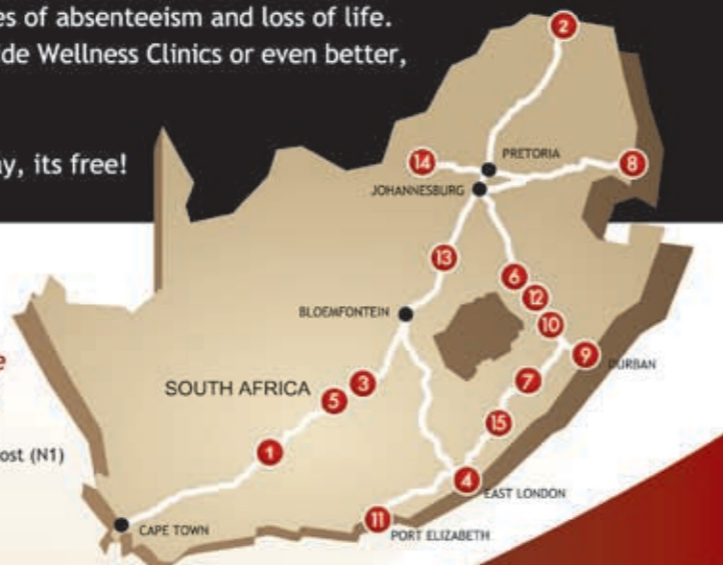 es of absenteeism and loss of life.
de Wellness Clinics or even better,
y, its free!
2
PRETORIA
14
8
JOHANNESBURG
13
6
12
BLOEMFONTEIN
10
9
DURBAN
e
SOUTH AFRICA
3
7
5
15
1
ost (N1)
4
EAST LONDON
11
CAPE TOWN
PORT ELIZABETH